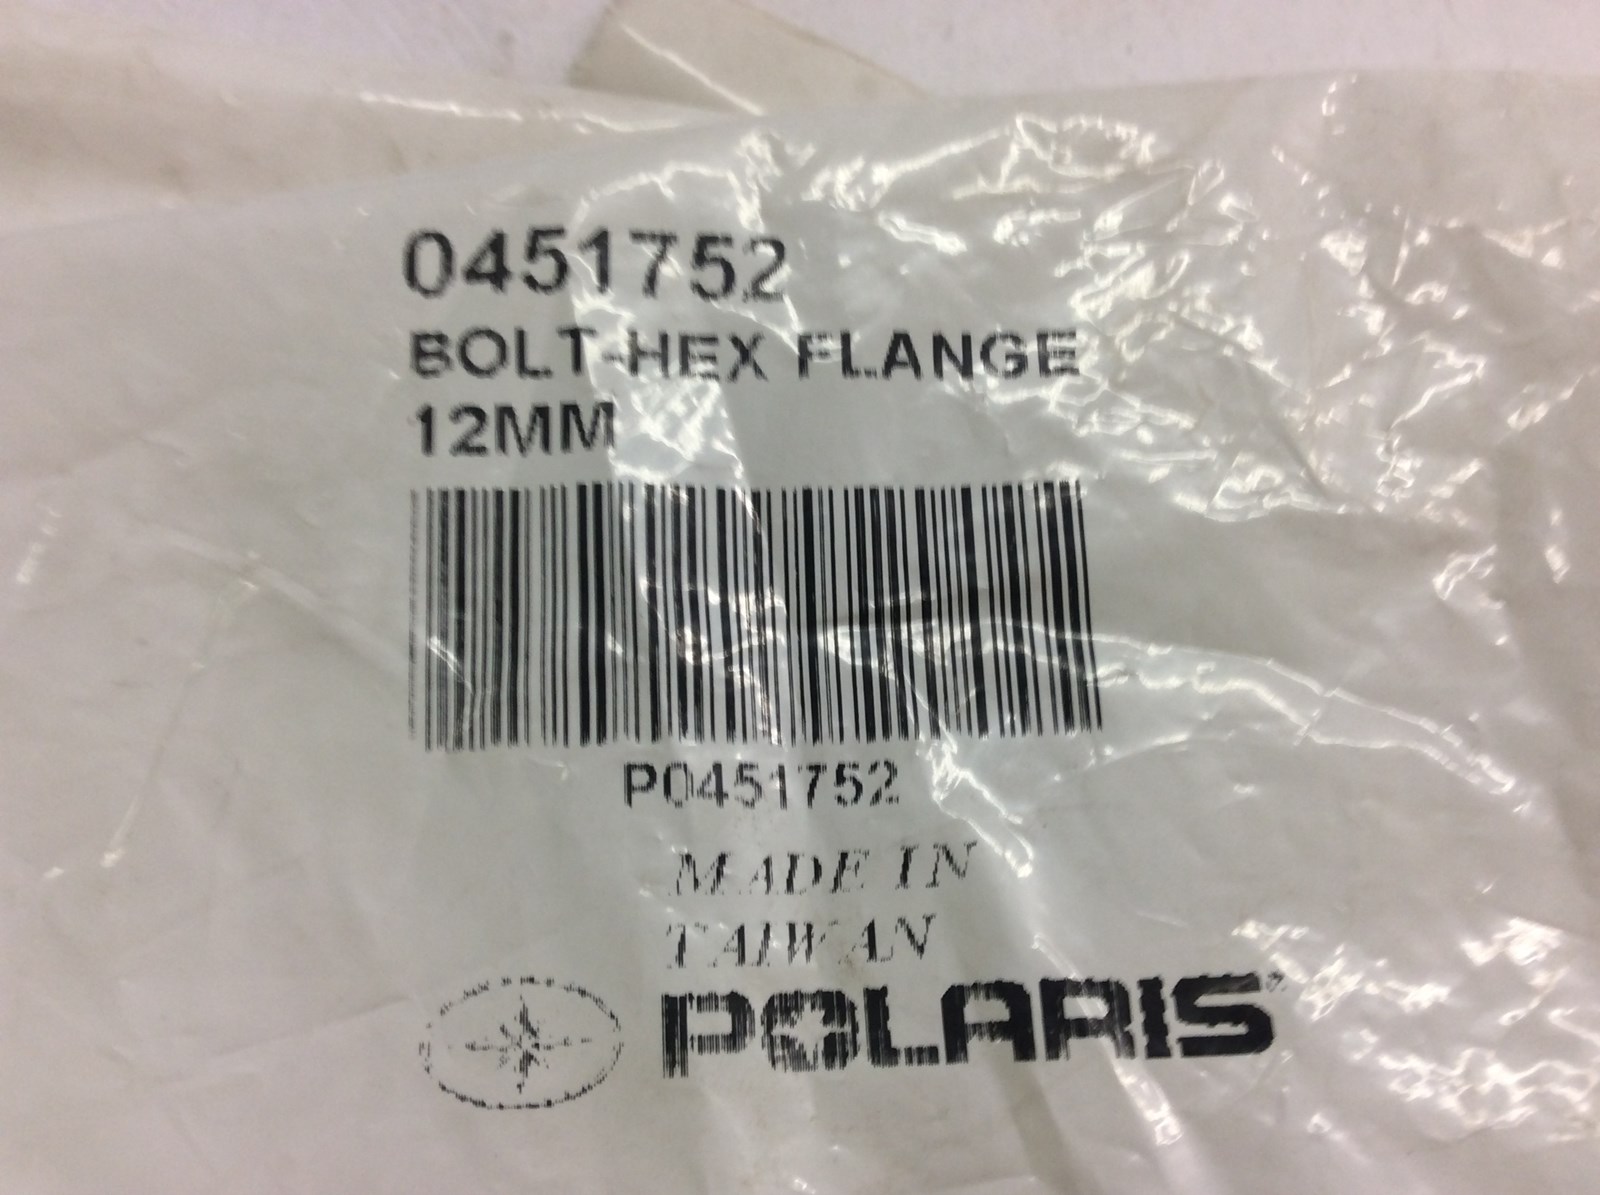 0451752
BOLT-HEX FLANGE
12MM
P0451752
MADE IN
TAIWAN
POLARIS®